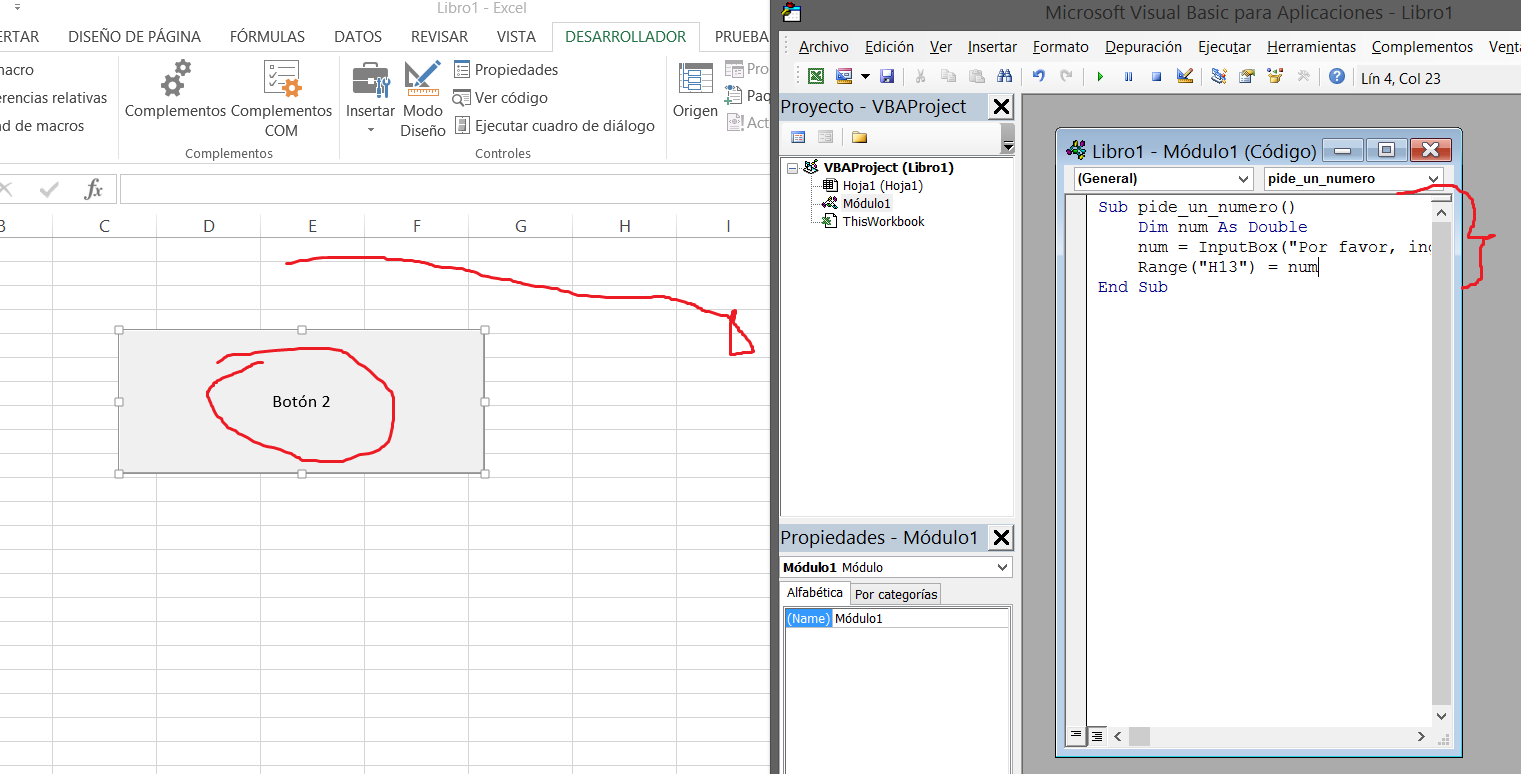 Libro1 - Excel
ERTAR DISEÑO DE PÁGINA FÓRMULAS DATOS REVISAR VISTA DESARROLLADOR PRUEBA
macro
erencias relativas
ad de macros
Complementos
Complementos
COM
Complementos
Insertar
Modo
Diseño
Propiedades
Ver código
Ejecutar cuadro de diálogo
Controles
Origen
Pro
Paq
Act
fx
B C D E F G H I
Botón 2
Microsoft Visual Basic para Aplicaciones - Libro1
Archivo Edición Ver Insertar Formato Depuración Ejecutar Herramientas Complementos Venta
Lín 4, Col 23
Proyecto - VBAProject
VBAProject (Libro1)
Hoja1 (Hoja1)
Módulo1
ThisWorkbook
Propiedades - Módulo1
Módulo1 Módulo
Alfabética Por categorías
(Name) Módulo1
Libro1 - Módulo1 (Código)
(General) pide_un_numero
Sub pide_un_numero()
Dim num As Double
num = InputBox("Por favor, ing
Range("H13") = num
End Sub